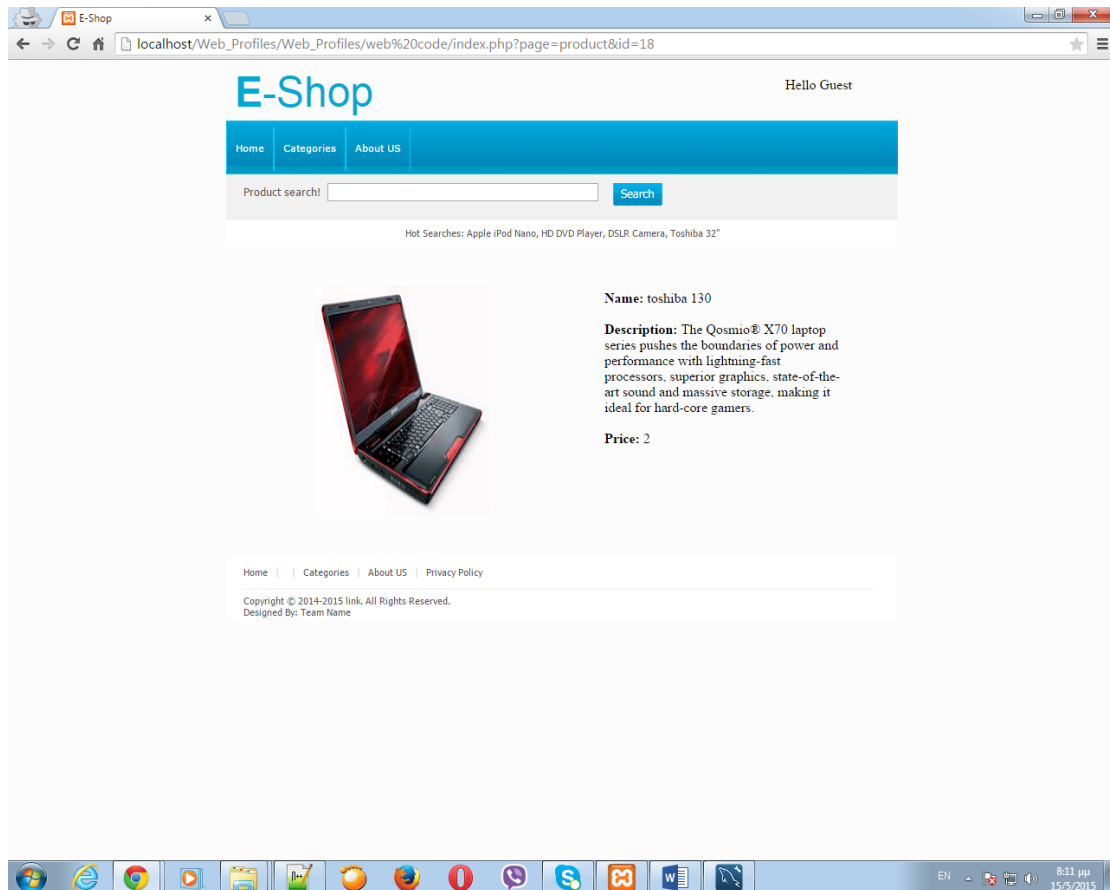 E-Shop
localhost/Web_Profiles/Web_Profiles/web%20code/index.php?page=product&id=18
E-Shop
Hello Guest
Home
Categories
About US
Product search!
Search
Hot Searches: Apple iPod Nano, HD DVD Player, DSLR Camera, Toshiba 32"
Name: toshiba 130
Description: The Qosmio® X70 laptop
series pushes the boundaries of power and
performance with lightning-fast
processors, superior graphics, state-of-the-
art sound and massive storage, making it
ideal for hard-core gamers.
Price: 2
Home | | Categories | About US | Privacy Policy
Copyright © 2014-2015 link. All Rights Reserved.
Designed By: Team Name
EN
8:11 μμ
15/5/2015